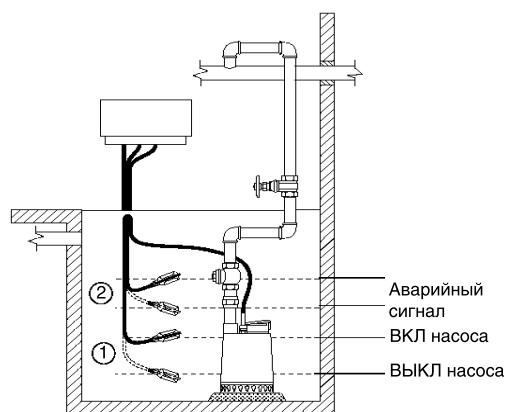 ②
Аварийный
сигнал
ВКЛ насоса
①
ВЫКЛ насоса